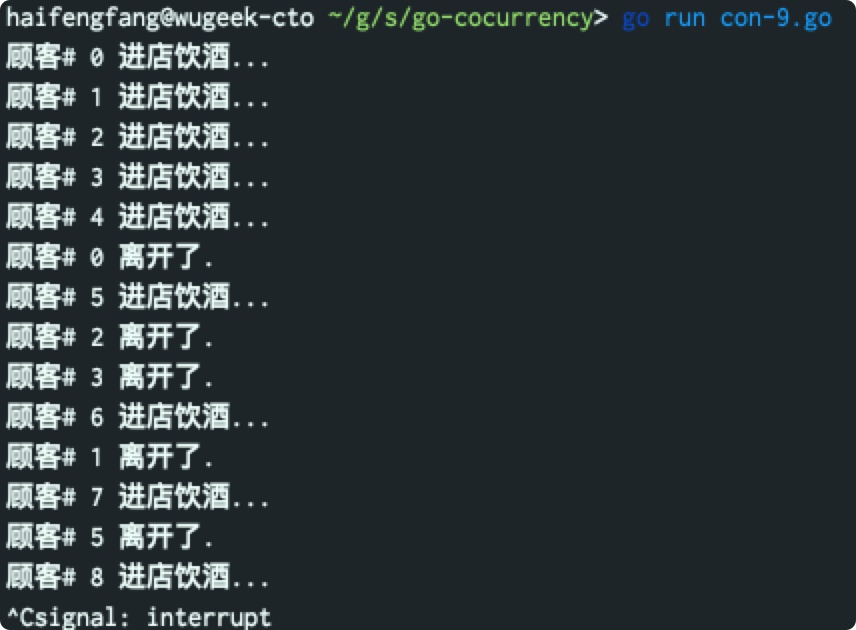 haifengfang@wugeek-cto ~/g/s/go-cocurrency> go run con-9.go
顾客# 0 进店饮酒...
顾客# 1 进店饮酒...
顾客# 2 进店饮酒...
顾客# 3 进店饮酒...
顾客# 4 进店饮酒...
顾客# 0 离开了.
顾客# 5 进店饮酒...
顾客# 2 离开了.
顾客# 3 离开了.
顾客# 6 进店饮酒...
顾客# 1 离开了.
顾客# 7 进店饮酒...
顾客# 5 离开了.
顾客# 8 进店饮酒...
^Csignal: interrupt